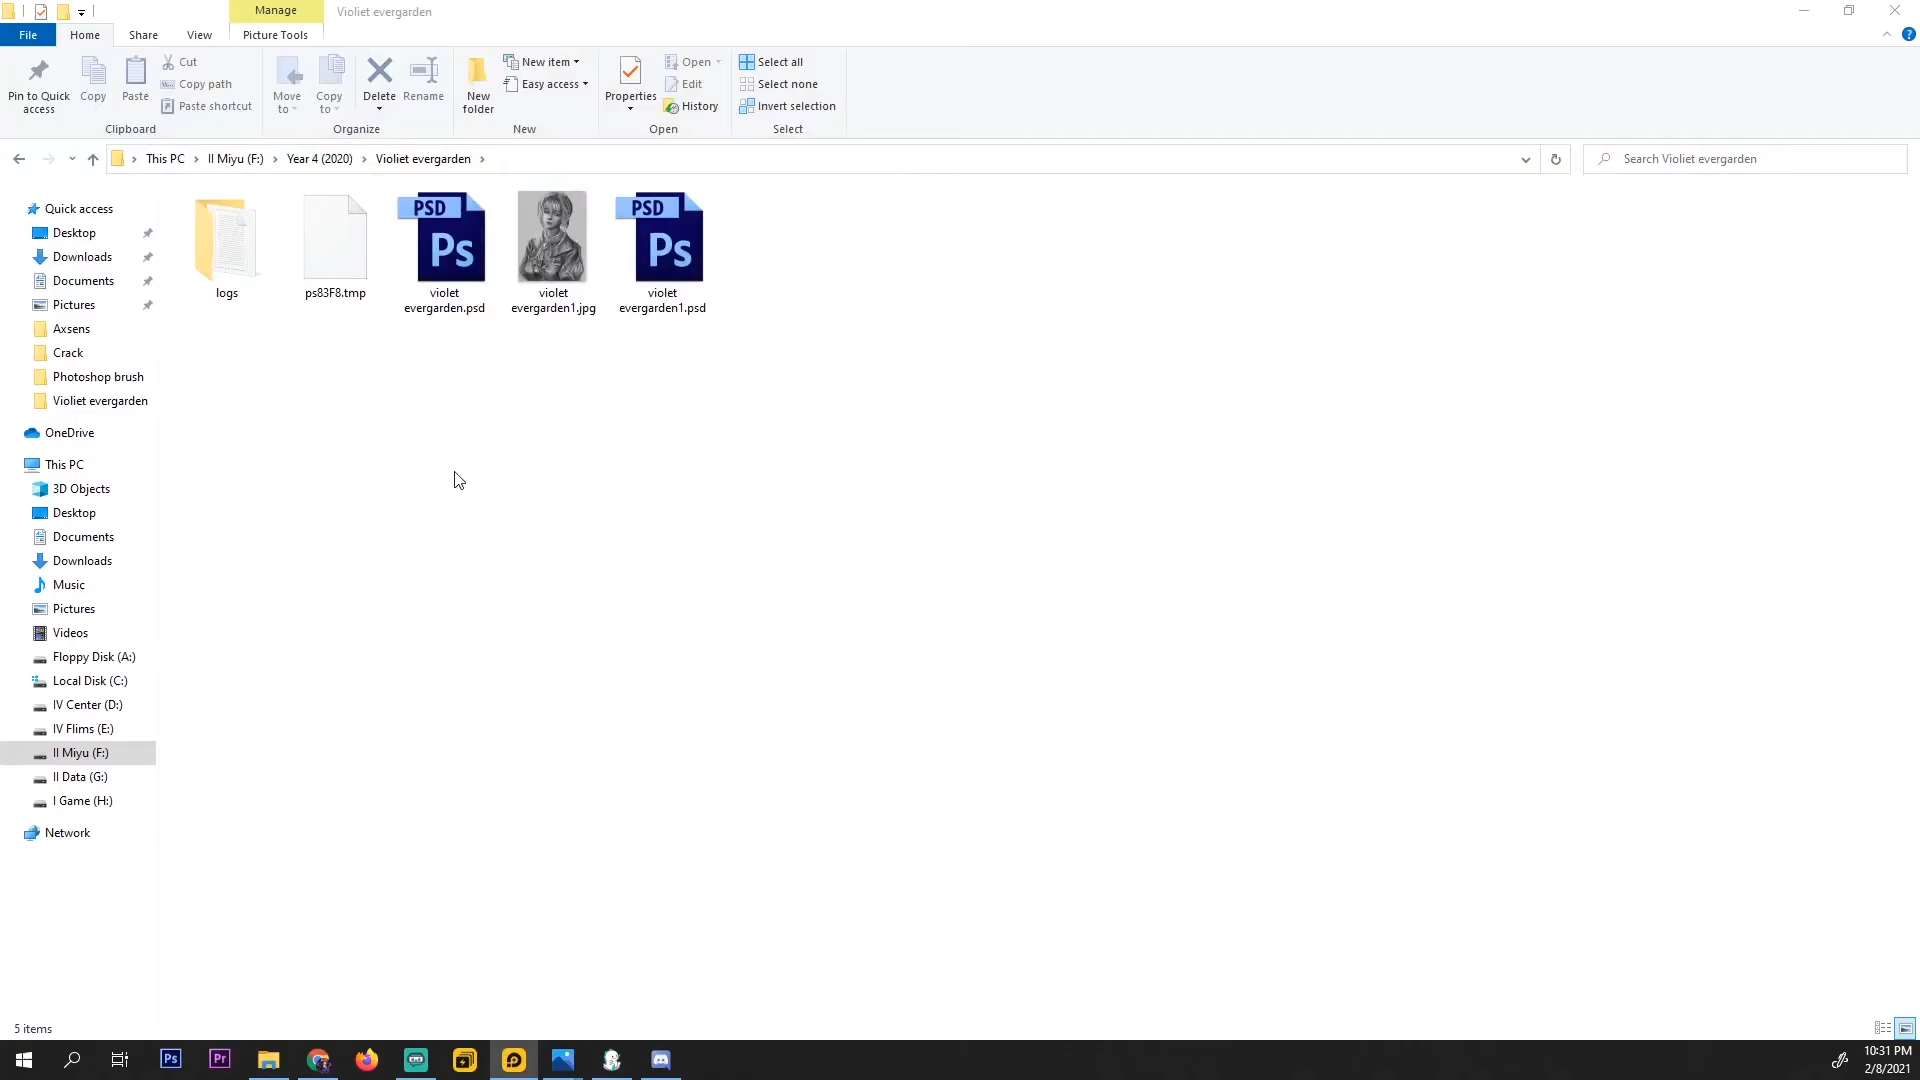 Manage
Violiet evergarden
File
Home
Share
View
Picture Tools
Pin to Quick
access
Copy
Paste
Cut
Copy path
Paste shortcut
Clipboard
Move
to
Copy
to
Delete
Rename
Organize
New
folder
New item
Easy access
New
Properties
Open
Edit
History
Open
Select all
Select none
Invert selection
Select
This PC
II Miyu (F:)
Year 4 (2020)
Violiet evergarden
Search Violiet evergarden
Quick access
Desktop
Downloads
Documents
Pictures
Axsens
Crack
Photoshop brush
Violiet evergarden
OneDrive
This PC
3D Objects
Desktop
Documents
Downloads
Music
Pictures
Videos
Floppy Disk (A:)
Local Disk (C:)
IV Center (D:)
IV Flims (E:)
II Miyu (F:)
II Data (G:)
I Game (H:)
Network
logs
ps83F8.tmp
PSD
Ps
violet
evergarden.psd
violet
evergarden1.jpg
PSD
Ps
violet
evergarden1.psd
5 items
Ps
Pr
10:31 PM
2/8/2021